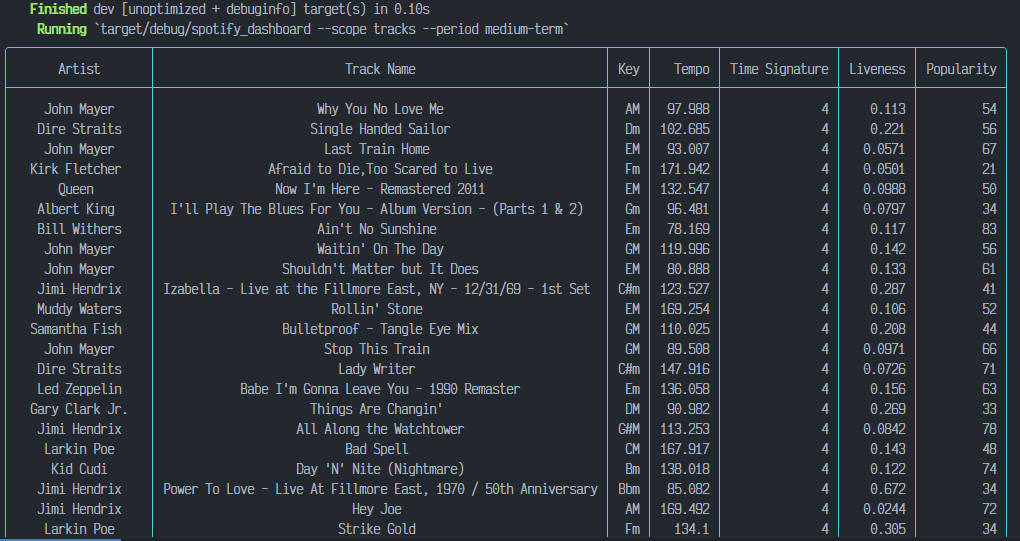 Finished dev [unoptimized + debuginfo] target(s) in 0.10s
Running `target/debug/spotify_dashboard --scope tracks --period medium-term`
Artist Track Name Key Tempo Time Signature Liveness Popularity
John Mayer Why You No Love Me AM 97.988 4 0.113 54
Dire Straits Single Handed Sailor Dm 102.685 4 0.221 56
John Mayer Last Train Home EM 93.007 4 0.0571 67
Kirk Fletcher Afraid to Die,Too Scared to Live Fm 171.942 4 0.0501 21
Queen Now I'm Here - Remastered 2011 EM 132.547 4 0.0988 50
Albert King I'll Play The Blues For You - Album Version - (Parts 1 & 2) Gm 96.481 4 0.0797 34
Bill Withers Ain't No Sunshine Em 78.169 4 0.117 83
John Mayer Waitin' On The Day GM 119.996 4 0.142 56
John Mayer Shouldn't Matter but It Does EM 80.888 4 0.133 61
Jimi Hendrix Izabella - Live at the Fillmore East, NY - 12/31/69 - 1st Set C#m 123.527 4 0.287 41
Muddy Waters Rollin' Stone EM 169.254 4 0.106 52
Samantha Fish Bulletproof - Tangle Eye Mix GM 110.025 4 0.208 44
John Mayer Stop This Train GM 89.508 4 0.0971 66
Dire Straits Lady Writer C#m 147.916 4 0.0726 71
Led Zeppelin Babe I'm Gonna Leave You - 1990 Remaster Em 136.058 4 0.156 63
Gary Clark Jr. Things Are Changin' DM 90.982 4 0.269 33
Jimi Hendrix All Along the Watchtower G#M 113.253 4 0.0842 78
Larkin Poe Bad Spell CM 167.917 4 0.143 48
Kid Cudi Day 'N' Nite (Nightmare) Bm 138.018 4 0.122 74
Jimi Hendrix Power To Love - Live At Fillmore East, 1970 / 50th Anniversary Bbm 85.082 4 0.672 34
Jimi Hendrix Hey Joe AM 169.492 4 0.0244 72
Larkin Poe Strike Gold Fm 134.1 4 0.305 34